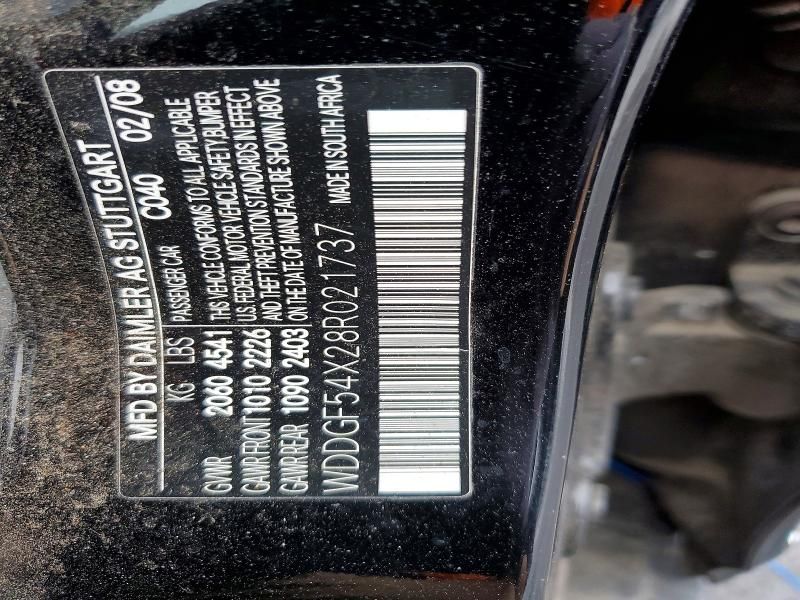 MFD BY DAIMLER AG STUTTGART
KG LBS C040 02/08
GVWR 2060 4541 PASSENGER CAR
GAWR-FRONT 1010 2226 THIS VEHICLE CONFORMS TO ALL APPLICABLE
GAWR-REAR 1090 2403 U.S. FEDERAL MOTOR VEHICLE SAFETY BUMPER
AND THEFT PREVENTION STANDARDS IN EFFECT
ON THE DATE OF MANUFACTURE SHOWN ABOVE
WDDGF54X28R021737 MADE IN SOUTH AFRICA